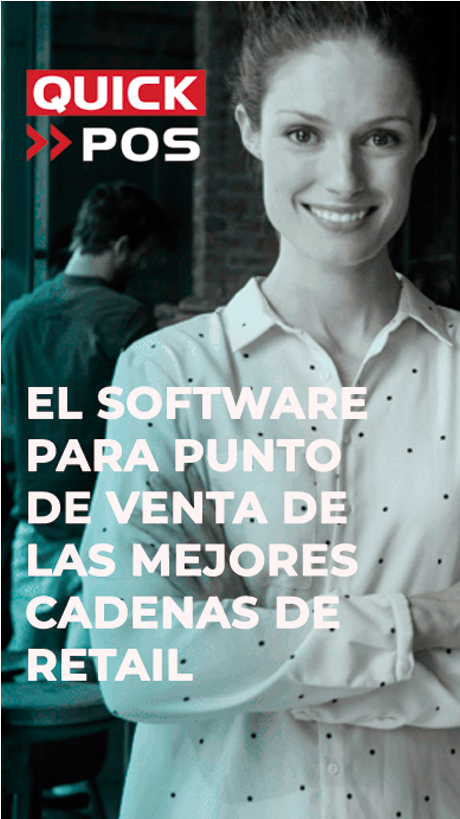 QUICK
POS
EL SOFTWARE
PARA PUNTO
DE VENTA DE
LAS MEJORES
CADENAS DE
RETAIL